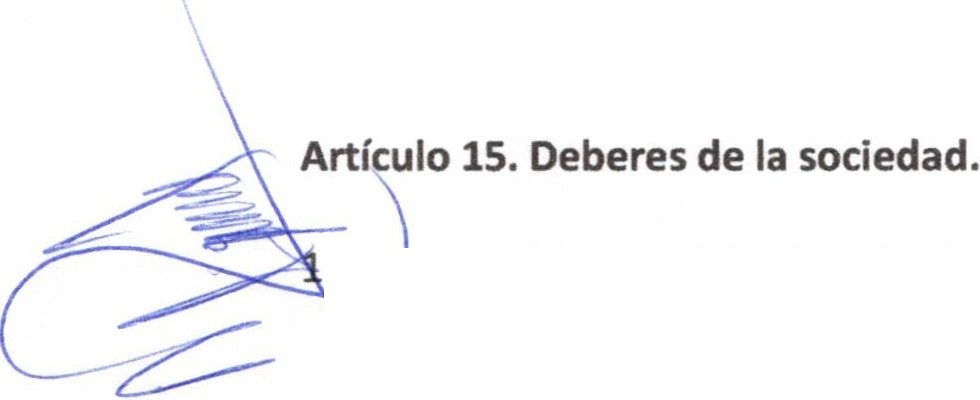 Artículo 15. Deberes de la sociedad.
1